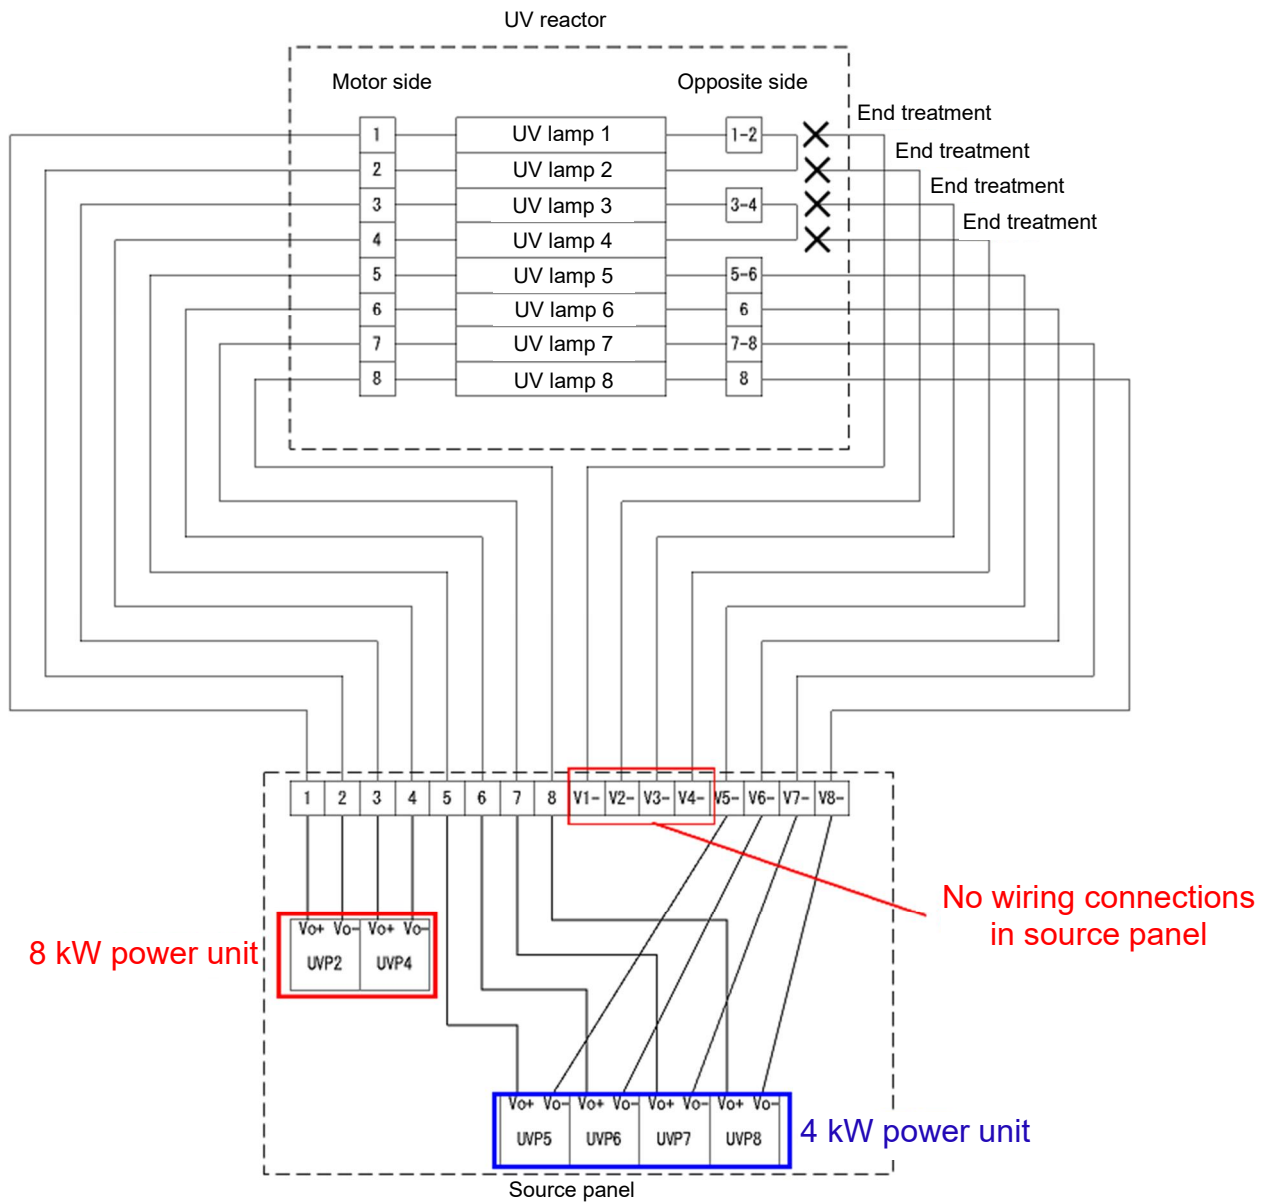 UV reactor
Motor side
Opposite side
End treatment
1
UV lamp 1
1-2
End treatment
2
UV lamp 2
End treatment
3
UV lamp 3
3-4
End treatment
4
UV lamp 4
5
UV lamp 5
5-6
6
UV lamp 6
6
7
UV lamp 7
7-8
8
UV lamp 8
8
1 2 3 4 5 6 7 8 V1- V2- V3- V4- V5- V6- V7- V8-
No wiring connections
in source panel
Vo+ Vo- Vo+ Vo-
8 kW power unit
UVP2 UVP4
Vo+ Vo- Vo+ Vo- Vo+ Vo- Vo+ Vo-
UVP5 UVP6 UVP7 UVP8
4 kW power unit
Source panel